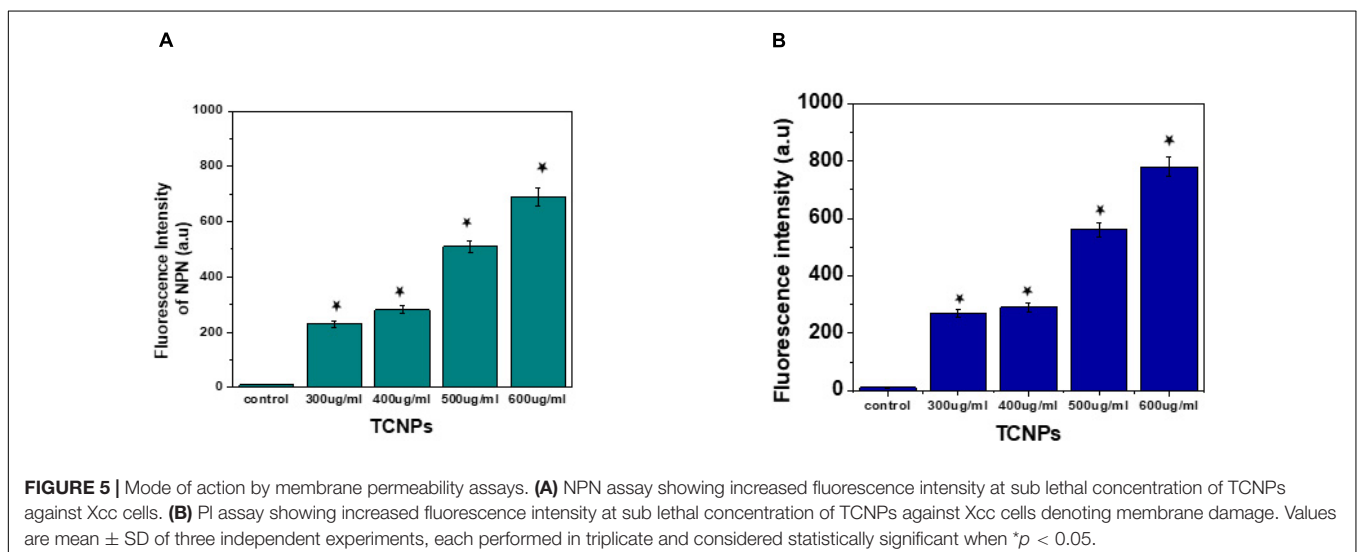 A
1000
800
600
400
200
0
Fluorescence Intensity
of NPN (a.u)
control 300ug/ml 400ug/ml 500ug/ml 600ug/ml
TCNPs
B
1000
800
600
400
200
0
Fluorescence intensity (a.u)
control 300ug/ml 400ug/ml 500ug/ml 600ug/ml
TCNPs
FIGURE 5 | Mode of action by membrane permeability assays. (A) NPN assay showing increased fluorescence intensity at sub lethal concentration of TCNPs
against Xcc cells. (B) PI assay showing increased fluorescence intensity at sub lethal concentration of TCNPs against Xcc cells denoting membrane damage. Values
are mean ± SD of three independent experiments, each performed in triplicate and considered statistically significant when *p < 0.05.